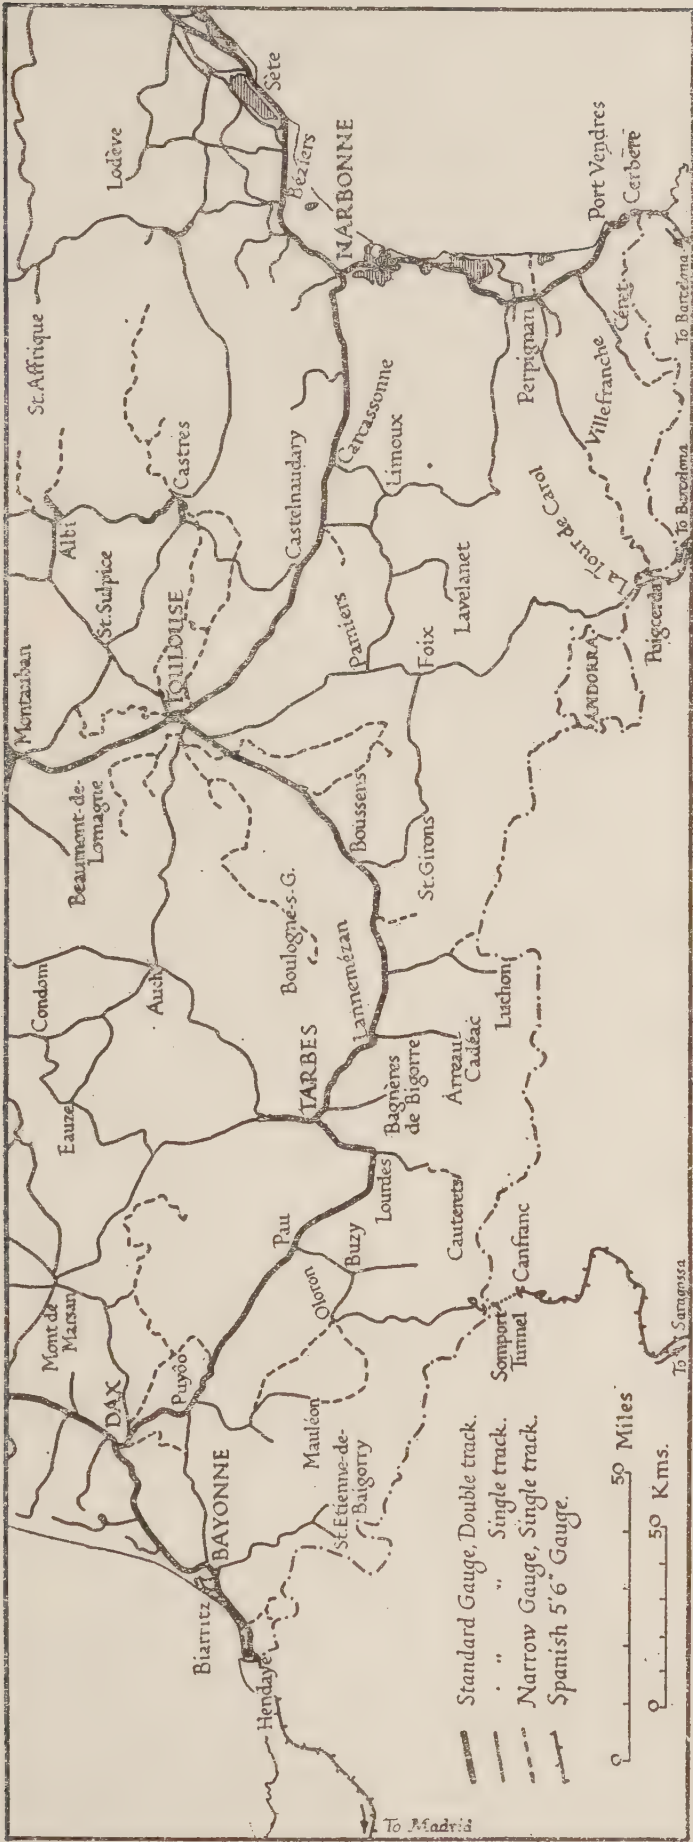 Hendaye
Biarritz
BAYONNE
St.Etienne-de-
Baigorry
Mauléon
DAX
Puyôo
Mont de
Marsan
Oloron
Buzy
Pau
Somport
Tunnel
Canfranc
Cauterets
Lourdes
Eauze
Condom
TARBES
Bagnères
de Bigorre
Lannemézan
Arreau
Cadéac
Luchon
Auch
Boulogne-s-G.
Beaumont-de-
Lomagne
Boussens
St.Girons
Montauban
TOULOUSE
St.Sulpice
Albi
Castres
St.Affrique
Lodève
Pamiers
Foix
Lavelanet
Castelnaudary
Carcassonne
Limoux
ANDORRA
Puigcerda
La Tour de Carol
Villefranche
Céret
Perpignan
NARBONNE
Béziers
Sète
Port Vendres
Cerbère
To Barcelona
To Barcelona
To Saragossa
To Madrid
Standard Gauge, Double track.
" " Single track.
Narrow Gauge, Single track.
Spanish 5'6" Gauge.
0 50 Miles
0 50 Kms.